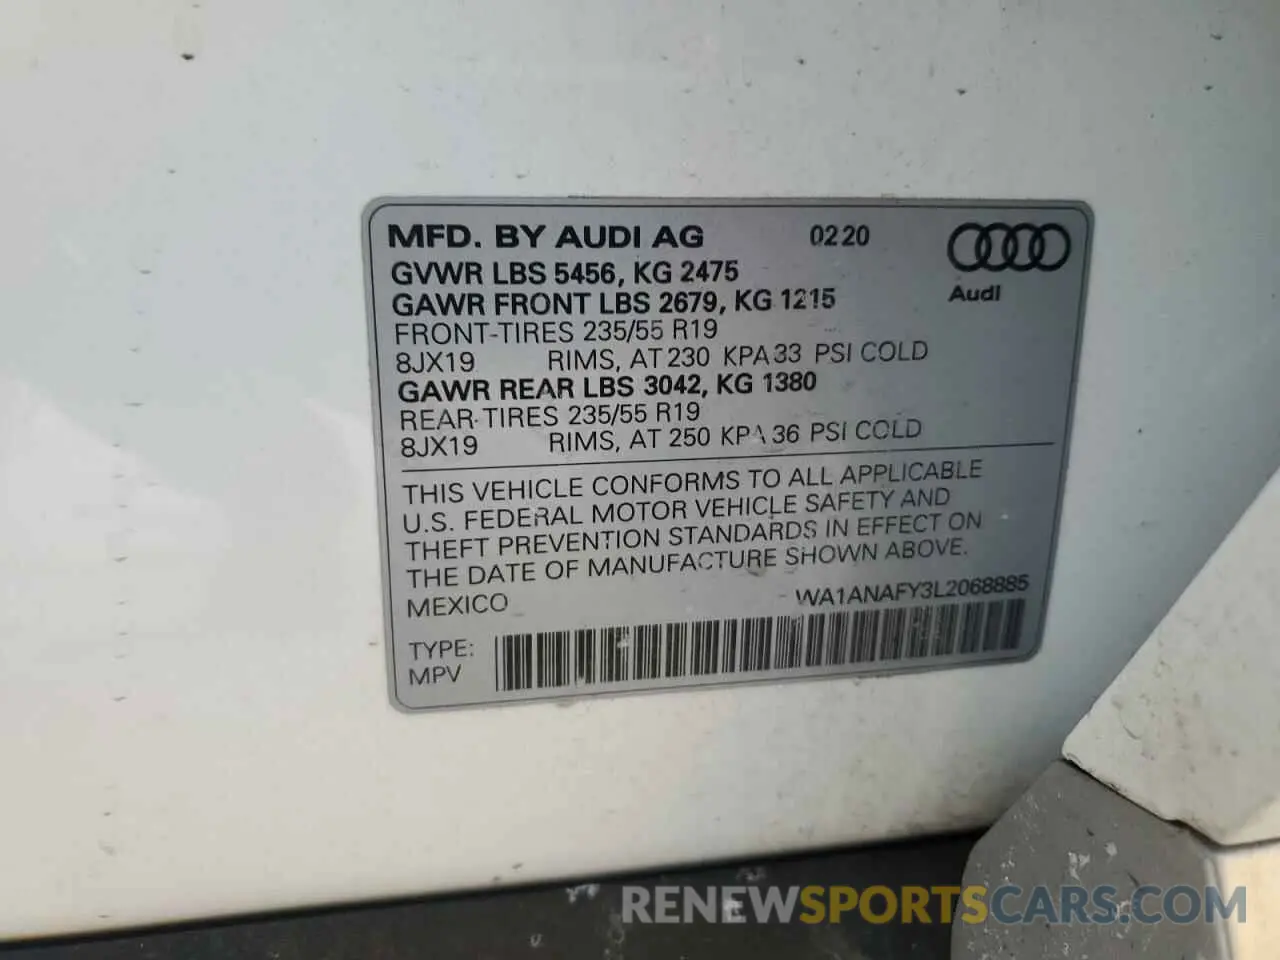 MFD. BY AUDI AG 0220
GVWR LBS 5456, KG 2475
GAWR FRONT LBS 2679, KG 1215
Audi
FRONT-TIRES 235/55 R19
8JX19 RIMS, AT 230 KPA 33 PSI COLD
GAWR REAR LBS 3042, KG 1380
REAR-TIRES 235/55 R19
8JX19 RIMS, AT 250 KPA 36 PSI COLD
THIS VEHICLE CONFORMS TO ALL APPLICABLE
U.S. FEDERAL MOTOR VEHICLE SAFETY AND
THEFT PREVENTION STANDARDS IN EFFECT ON
THE DATE OF MANUFACTURE SHOWN ABOVE.
MEXICO WA1ANAFY3L2068885
TYPE:
MPV
RENEWSPORTSCARS.COM